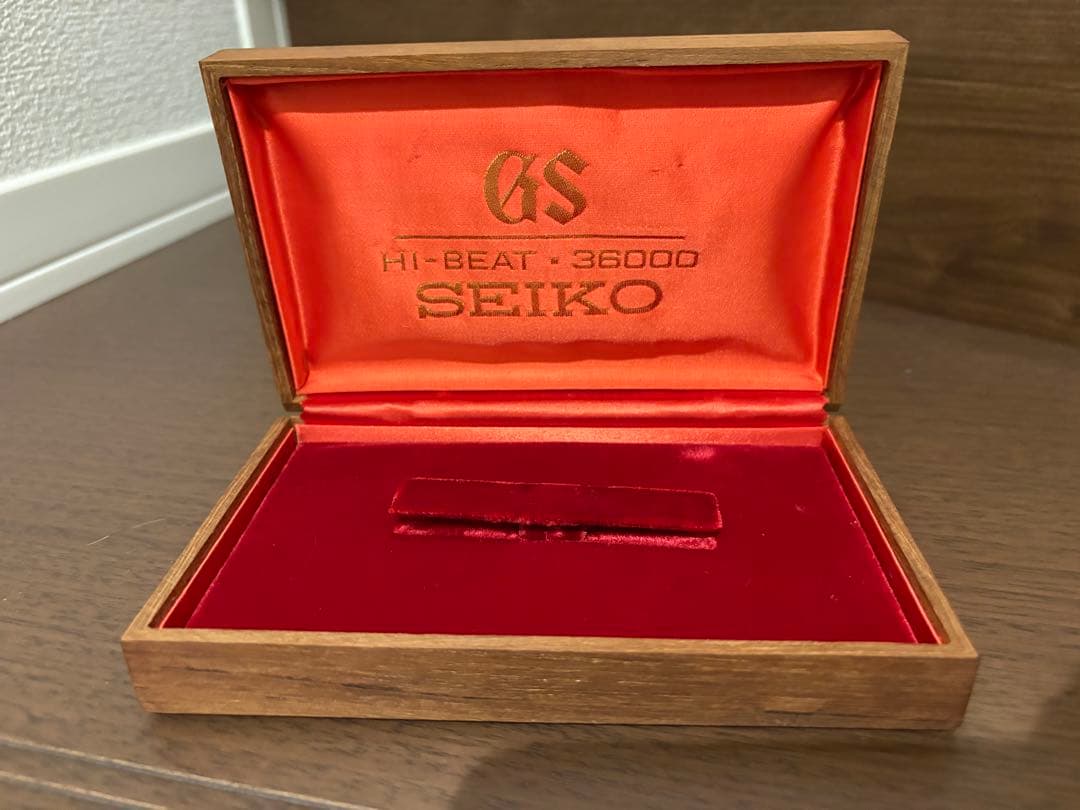 GS
HI-BEAT · 36000
SEIKO